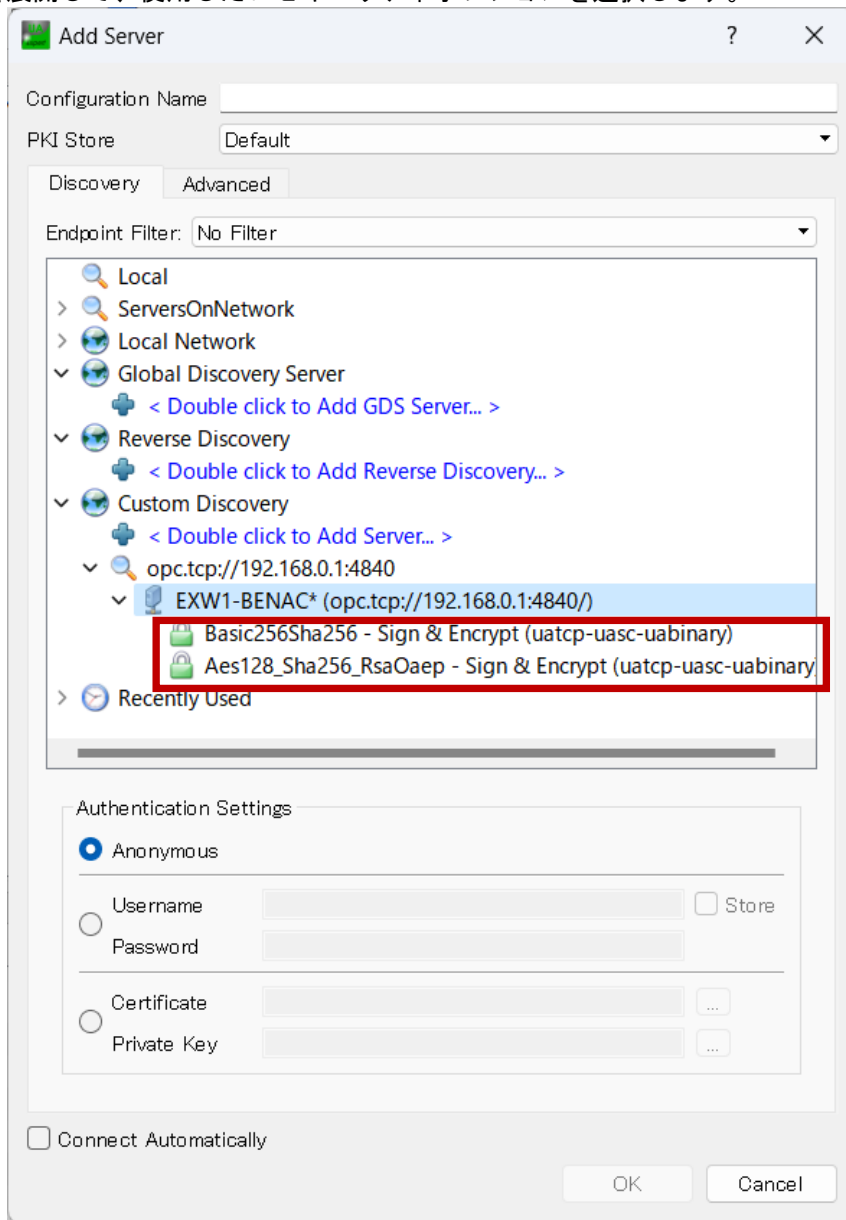 Add Server
?
Configuration Name
PKI Store
Default
Discovery
Advanced
Endpoint Filter:
No Filter
Local
ServersOnNetwork
Local Network
Global Discovery Server
< Double click to Add GDS Server... >
Reverse Discovery
< Double click to Add Reverse Discovery... >
Custom Discovery
< Double click to Add Server... >
opc.tcp://192.168.0.1:4840
EXW1-BENAC* (opc.tcp://192.168.0.1:4840/)
Basic256Sha256 - Sign & Encrypt (uatcp-uasc-uabinary)
Aes128_Sha256_RsaOaep - Sign & Encrypt (uatcp-uasc-uabinary
Recently Used
Authentication Settings
Anonymous
Username
Store
Password
Certificate
...
Private Key
...
Connect Automatically
OK
Cancel